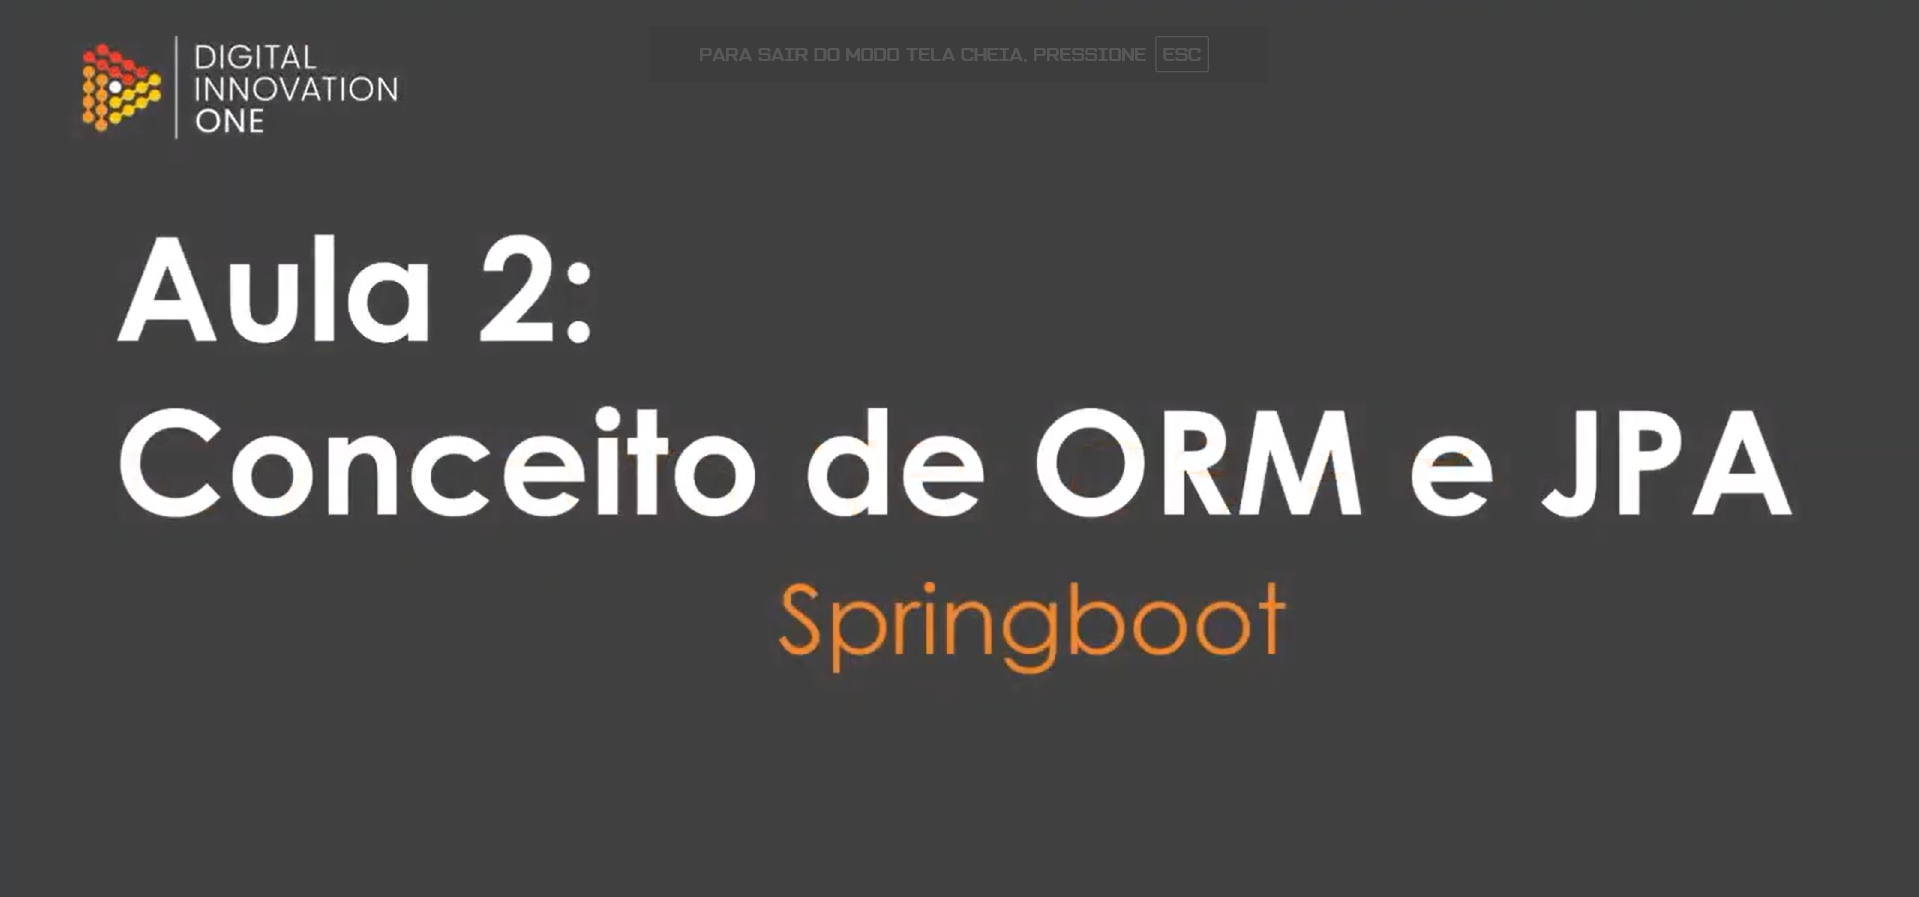 DIGITAL
INNOVATION
ONE
PARA SAIR DO MODO TELA CHEIA, PRESSIONE ESC
Aula 2:
Conceito de ORM e JPA
Springboot